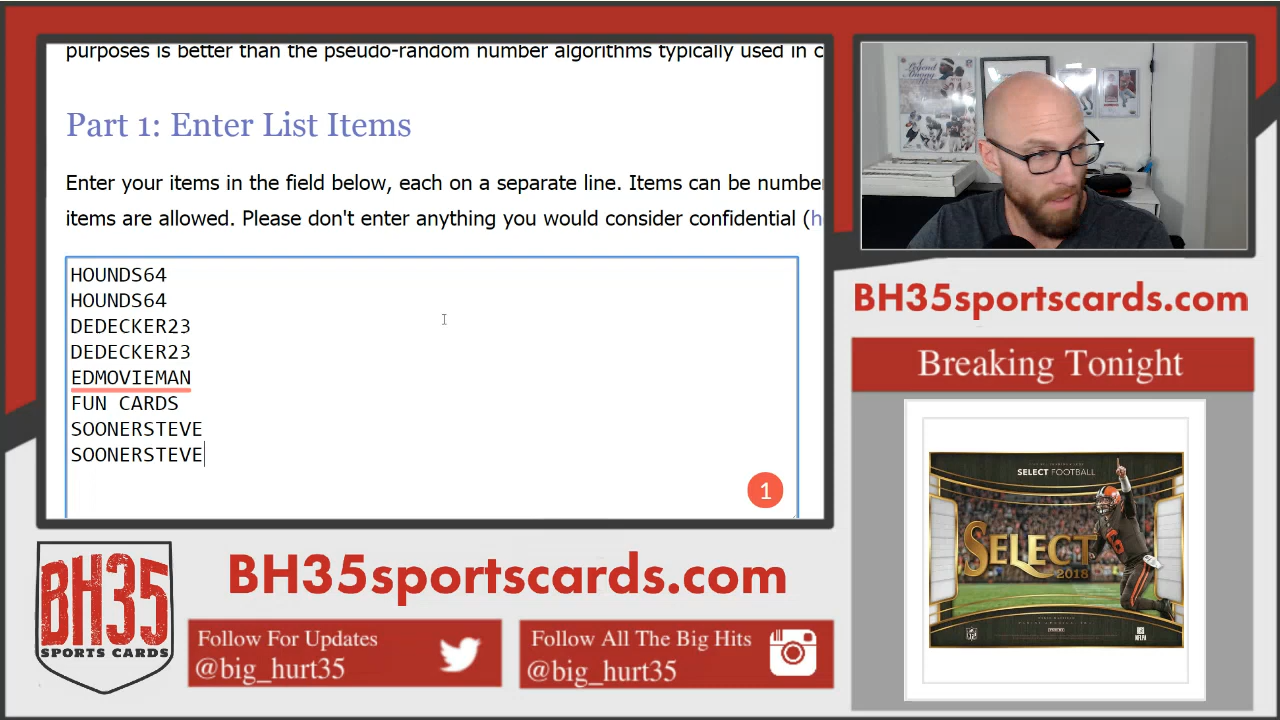 purposes is better than the pseudo-random number algorithms typically used in c
Part 1: Enter List Items
Enter your items in the field below, each on a separate line. Items can be number
items are allowed. Please don't enter anything you would consider confidential (h
HOUNDS64
HOUNDS64
DEDECKER23
DEDECKER23
EDMOVIEMAN
FUN CARDS
SOONERSTEVE
SOONERSTEVE
1
BH35sportscards.com
Breaking Tonight
SELECT FOOTBALL
SELECT
2018
BH35
SPORTS CARDS
BH35sportscards.com
Follow For Updates
@big_hurt35
Follow All The Big Hits
@big_hurt35